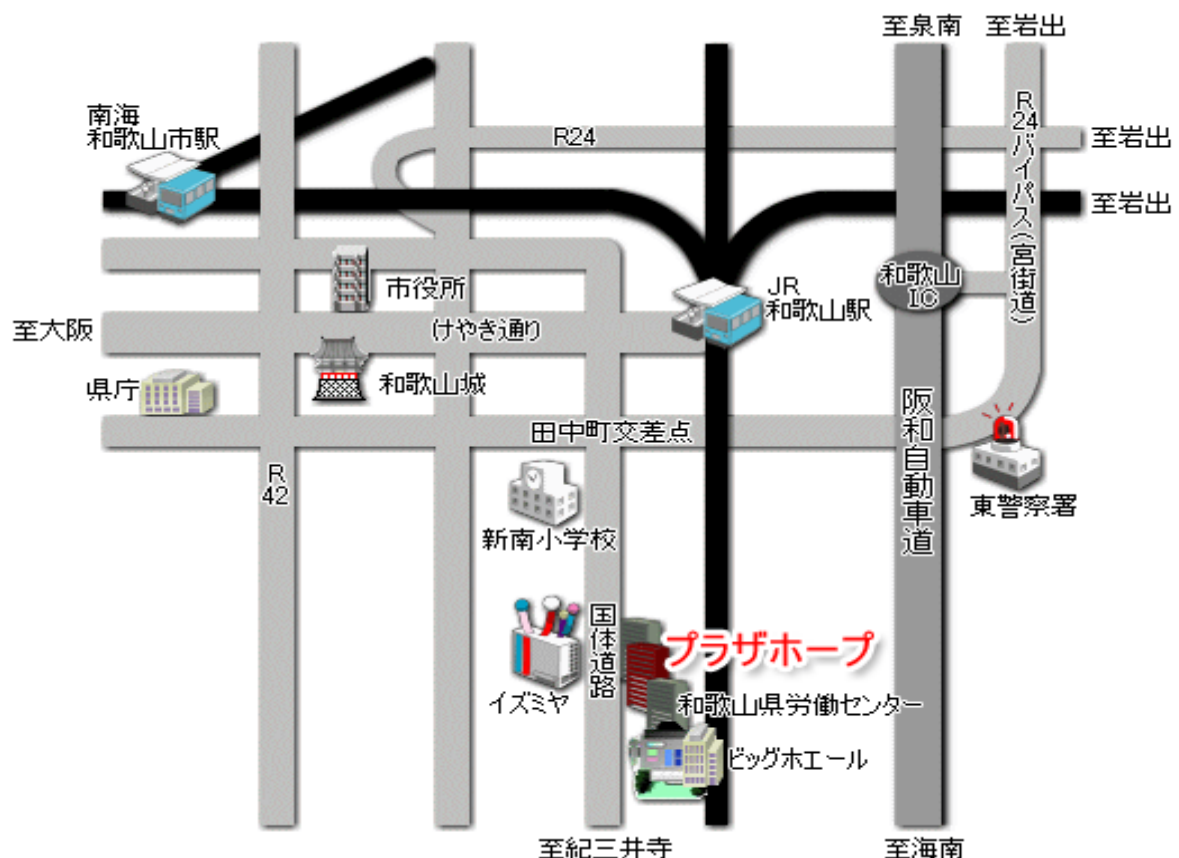 至泉南
至岩出
南海
和歌山市駅
R24
R
24バイパス(宮街道)
至岩出
至岩出
市役所
JR
和歌山駅
和歌山
IC
至大阪
けやき通り
県庁
和歌山城
田中町交差点
阪和自動車道
R
42
東警察署
新南小学校
国体道路
プラザホープ
イズミヤ
和歌山県労働センター
ビッグホエール
至紀三井寺
至海南